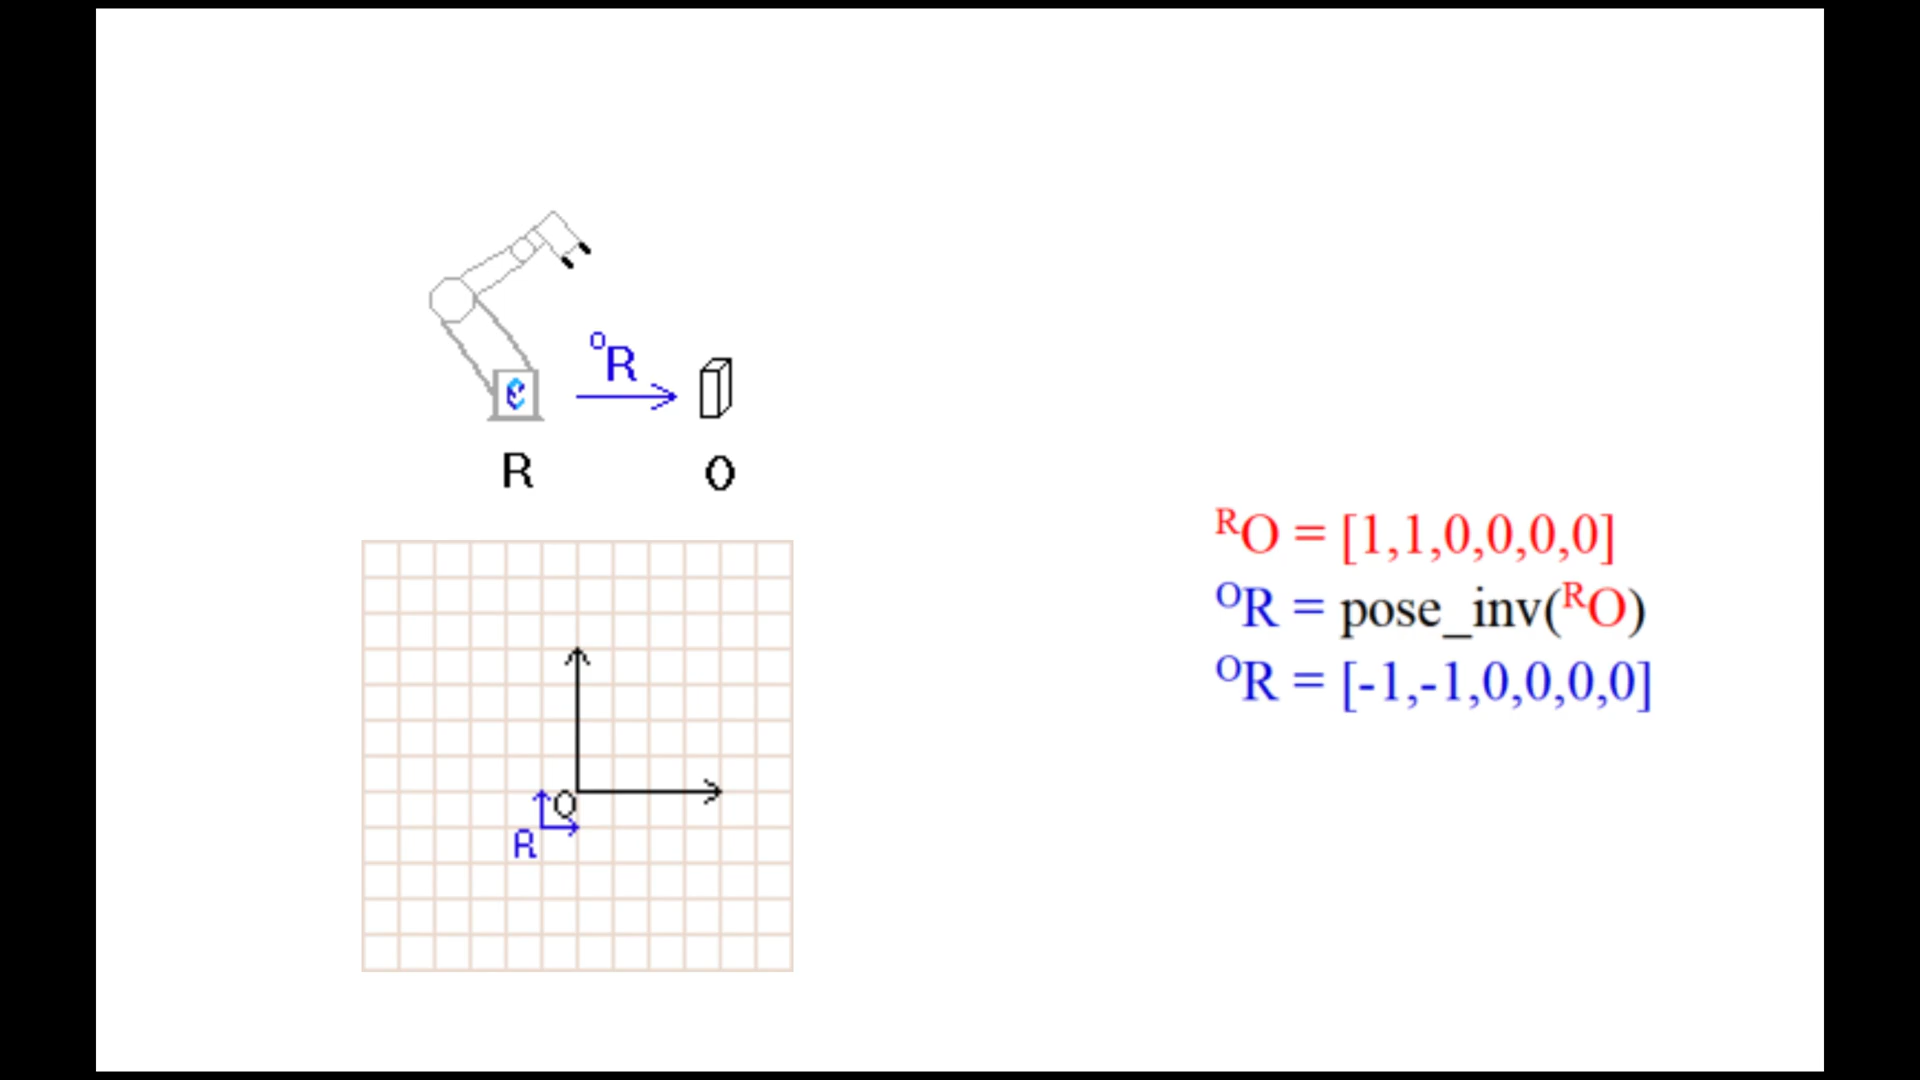 ᴼR
R O
ᴿO = [1,1,0,0,0,0]
ᴼR = pose_inv(ᴿO)
ᴼR = [-1,-1,0,0,0,0]
O
R